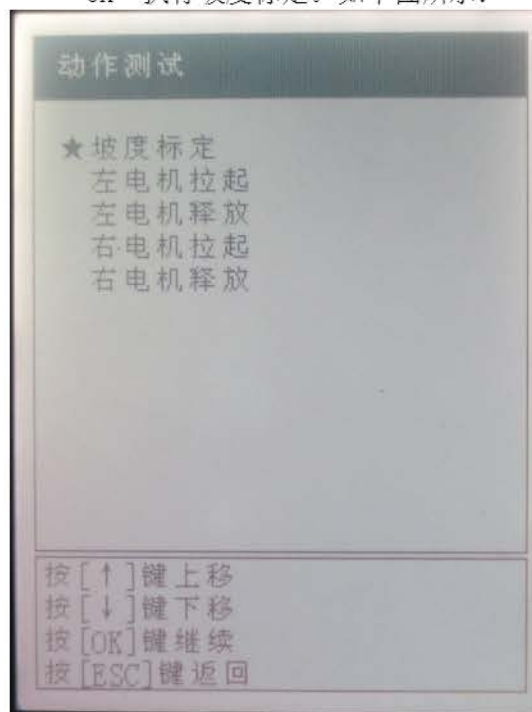 动作测试
★坡度标定
左电机拉起
左电机释放
右电机拉起
右电机释放
按[↑]键上移
按[↓]键下移
按[OK]键继续
按[ESC]键返回